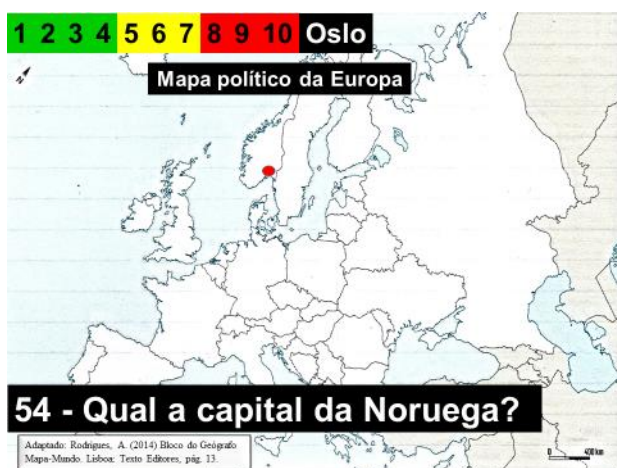 1 2 3 4 5 6 7 8 9 10 Oslo
N
Mapa político da Europa
54 - Qual a capital da Noruega?
Adaptado: Rodrigues, A. (2014) Bloco do Geógrafo
Mapa-Mundo. Lisboa: Texto Editores, pág. 13.
0 400 km